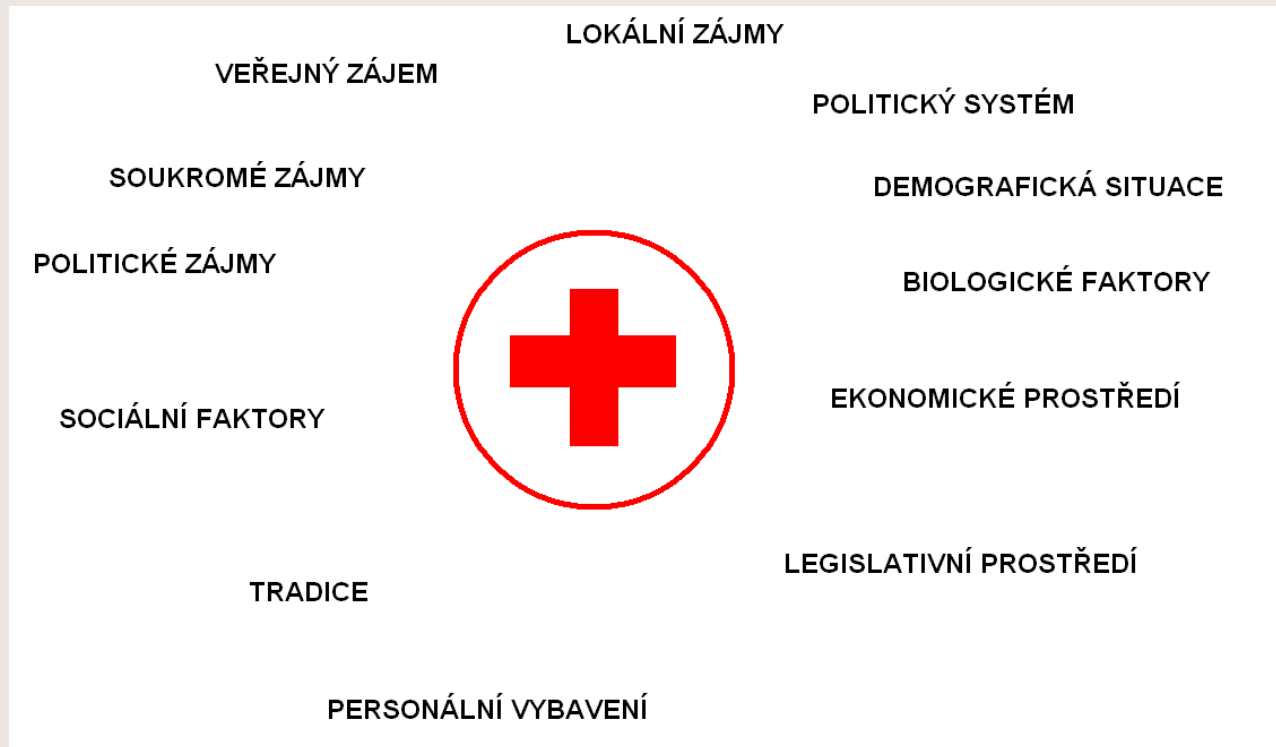 LOKÁLNÍ ZÁJMY
VEŘEJNÝ ZÁJEM
POLITICKÝ SYSTÉM
SOUKROMÉ ZÁJMY
DEMOGRAFICKÁ SITUACE
POLITICKÉ ZÁJMY
BIOLOGICKÉ FAKTORY
EKONOMICKÉ PROSTŘEDÍ
SOCIÁLNÍ FAKTORY
LEGISLATIVNÍ PROSTŘEDÍ
TRADICE
PERSONÁLNÍ VYBAVENÍ